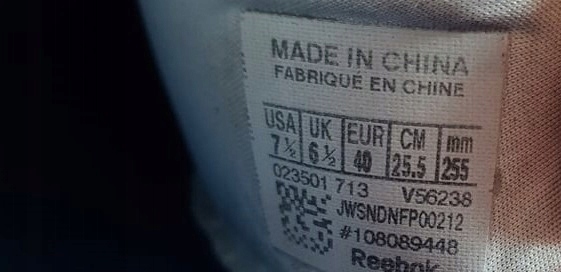 MADE IN CHINA
FABRIQUÉ EN CHINE
USA UK EUR CM mm
7½ 6½ 40 25.5 255
023501 713 V56238
JWSNDNFP00212
#108089448
Reebok